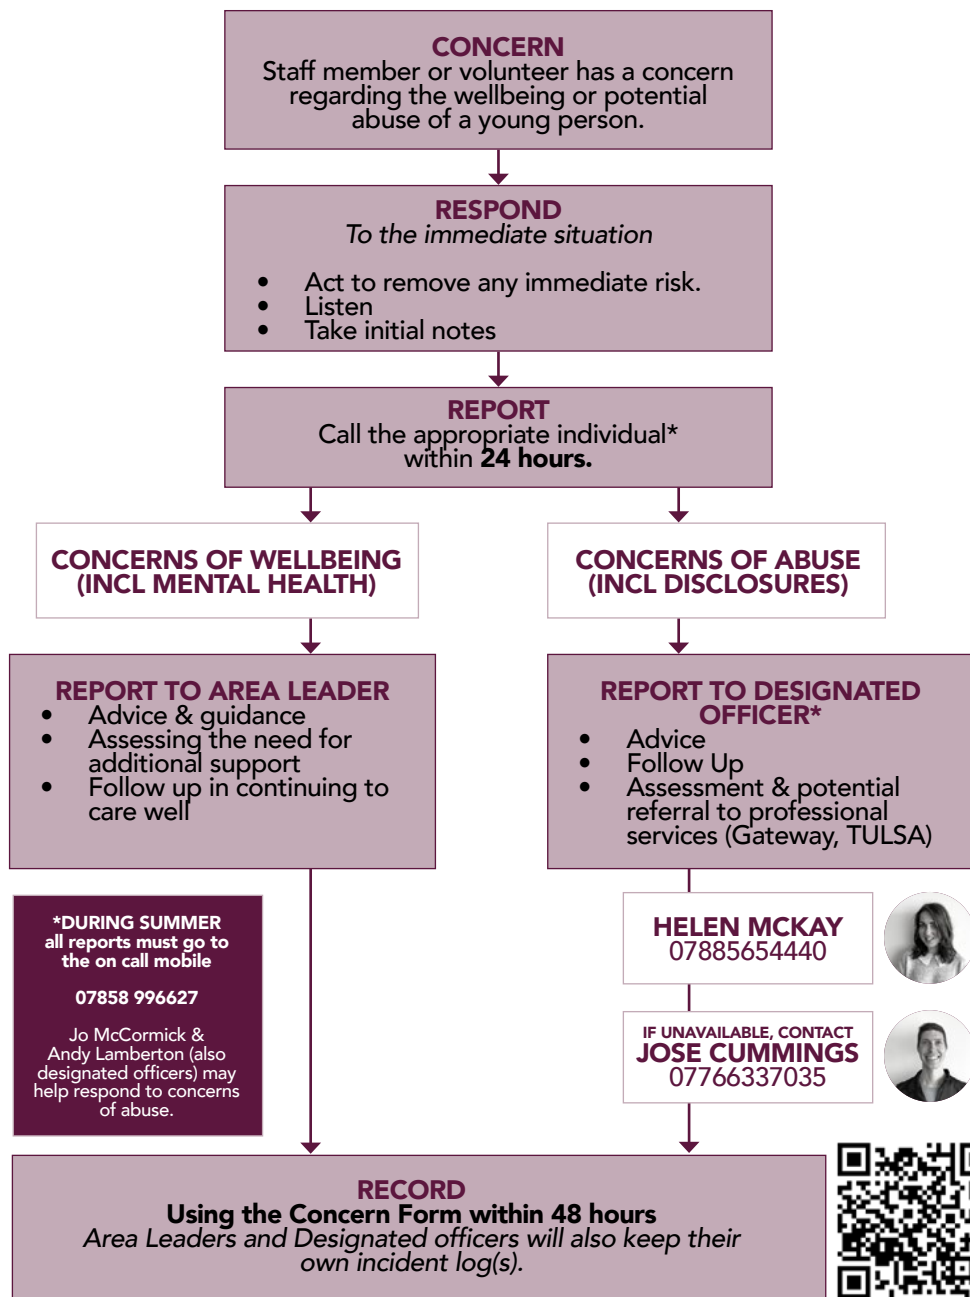 CONCERN
Staff member or volunteer has a concern
regarding the wellbeing or potential
abuse of a young person.
RESPOND
To the immediate situation
• Act to remove any immediate risk.
• Listen
• Take initial notes
REPORT
Call the appropriate individual*
within 24 hours.
CONCERNS OF WELLBEING
(INCL MENTAL HEALTH)
CONCERNS OF ABUSE
(INCL DISCLOSURES)
REPORT TO AREA LEADER
• Advice & guidance
• Assessing the need for
additional support
• Follow up in continuing to
care well
REPORT TO DESIGNATED
OFFICER*
• Advice
• Follow Up
• Assessment & potential
referral to professional
services (Gateway, TULSA)
*DURING SUMMER
all reports must go to
the on call mobile
07858 996627
Jo McCormick &
Andy Lamberton (also
designated officers) may
help respond to concerns
of abuse.
HELEN MCKAY
07885654440
IF UNAVAILABLE, CONTACT
JOSE CUMMINGS
07766337035
RECORD
Using the Concern Form within 48 hours
Area Leaders and Designated officers will also keep their
own incident log(s).